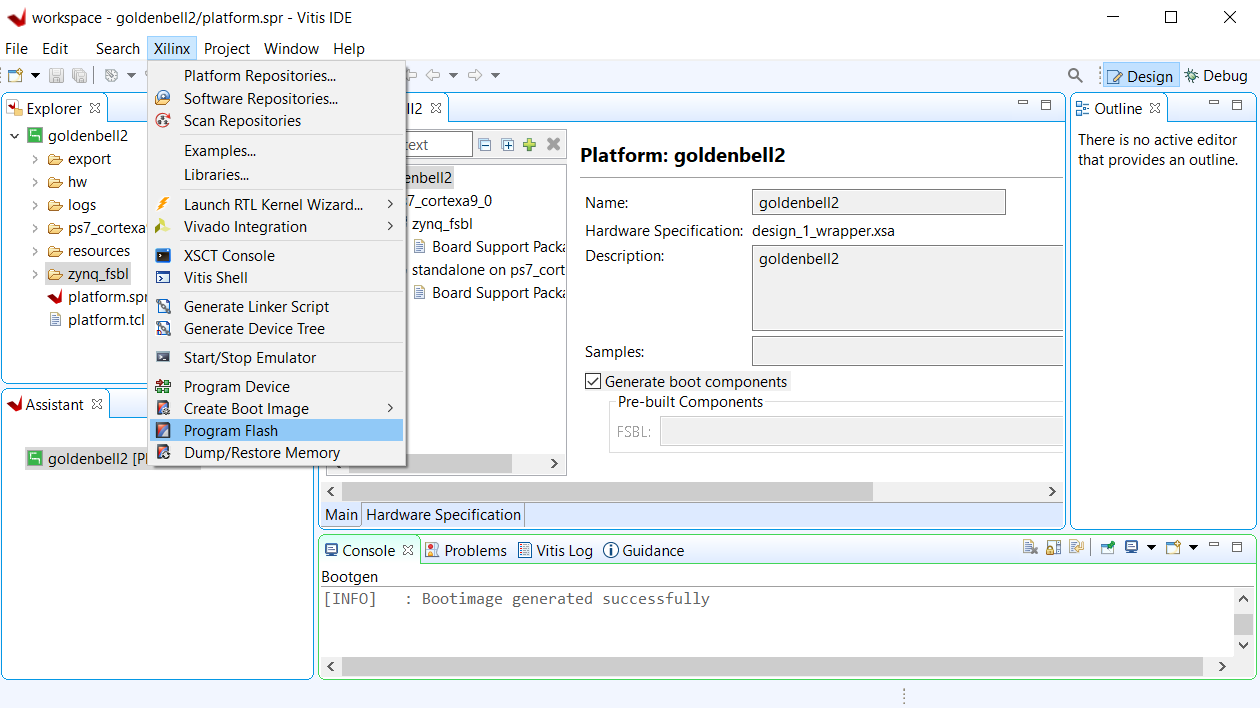 workspace - goldenbell2/platform.spr - Vitis IDE
File Edit Search Xilinx Project Window Help
Design Debug
Platform Repositories...
Software Repositories...
Scan Repositories
Examples...
Libraries...
Launch RTL Kernel Wizard...
Vivado Integration
XSCT Console
Vitis Shell
Generate Linker Script
Generate Device Tree
Start/Stop Emulator
Program Device
Create Boot Image
Program Flash
Dump/Restore Memory
Explorer
goldenbell2
export
hw
logs
ps7_cortexa
resources
zynq_fsbl
platform.spr
platform.tcl
Assistant
goldenbell2 [Pl
ll2
text
enbell2
s7_cortexa9_0
zynq_fsbl
Board Support Packa
standalone on ps7_cort
Board Support Packa
Platform: goldenbell2
Name: goldenbell2
Hardware Specification: design_1_wrapper.xsa
Description: goldenbell2
Samples:
Generate boot components
Pre-built Components
FSBL:
Main Hardware Specification
Outline
There is no active editor
that provides an outline.
Console Problems Vitis Log Guidance
Bootgen
[INFO] : Bootimage generated successfully